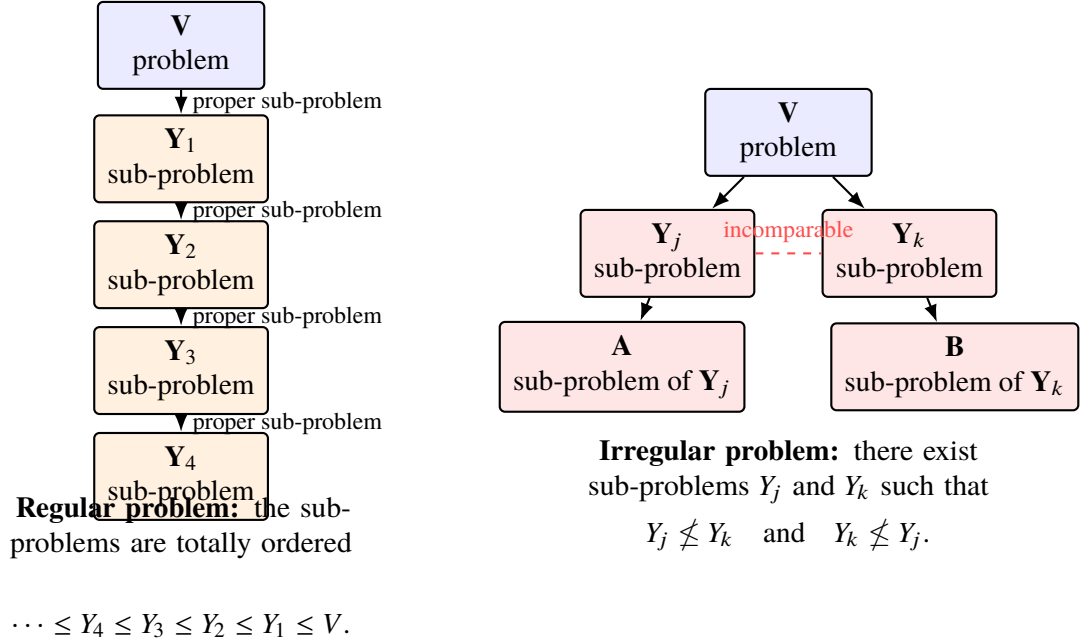 V
problem
proper sub-problem
Y₁
sub-problem
proper sub-problem
Y₂
sub-problem
proper sub-problem
Y₃
sub-problem
proper sub-problem
Y₄
sub-problem
Regular problem: the sub-
problems are totally ordered
⋯ ≤ Y₄ ≤ Y₃ ≤ Y₂ ≤ Y₁ ≤ V.
V
problem
Yⱼ
sub-problem
incomparable
Yₖ
sub-problem
A
sub-problem of Yⱼ
B
sub-problem of Yₖ
Irregular problem: there exist
sub-problems Yⱼ and Yₖ such that
Yⱼ ≰ Yₖ and Yₖ ≰ Yⱼ.